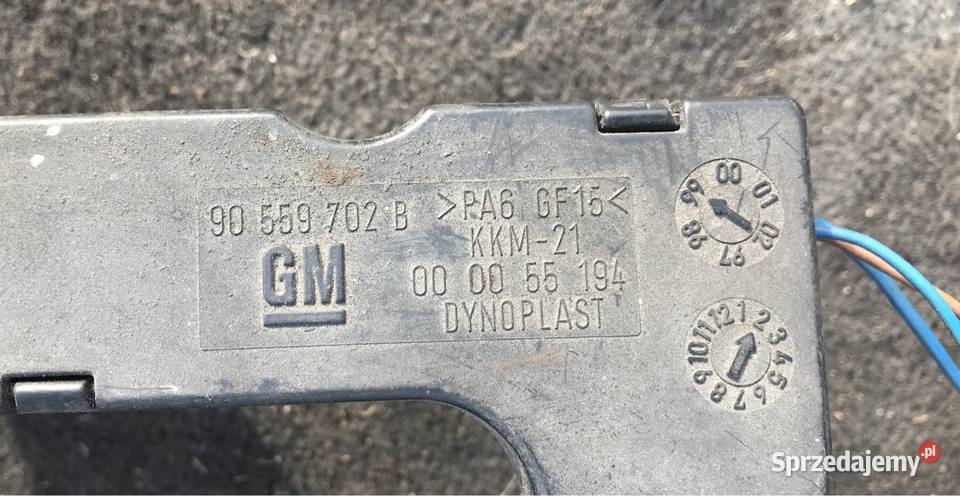 90 559 702 B
GM
>PA6 GF15<
KKM-21
00 00 55 194
DYNOPLAST
97 98 99 00 01 02
1 2 3 4 5 6 7 8 9 10 11 12
Sprzedajemy.pl